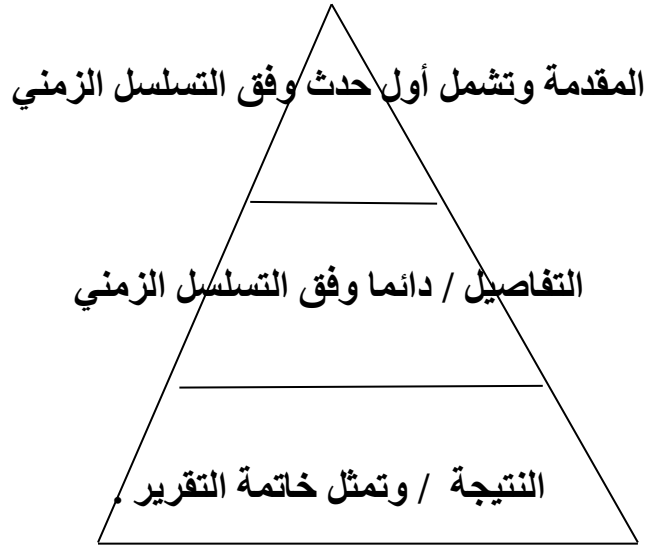 المقدمة وتشمل أول حدث وفق التسلسل الزمني
التفاصيل / دائما وفق التسلسل الزمني
النتيجة / وتمثل خاتمة التقرير .